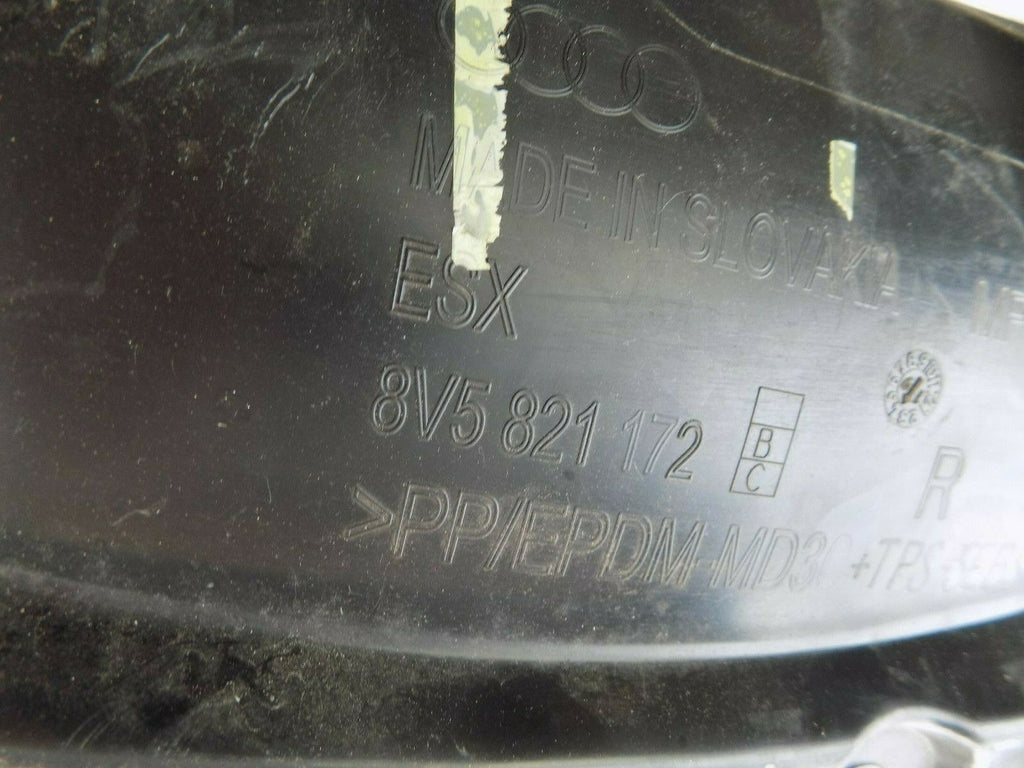 MADE IN SLOVAKIA
ESX
8V5 821 172
B
C
R
>PP/EPDM-MD30